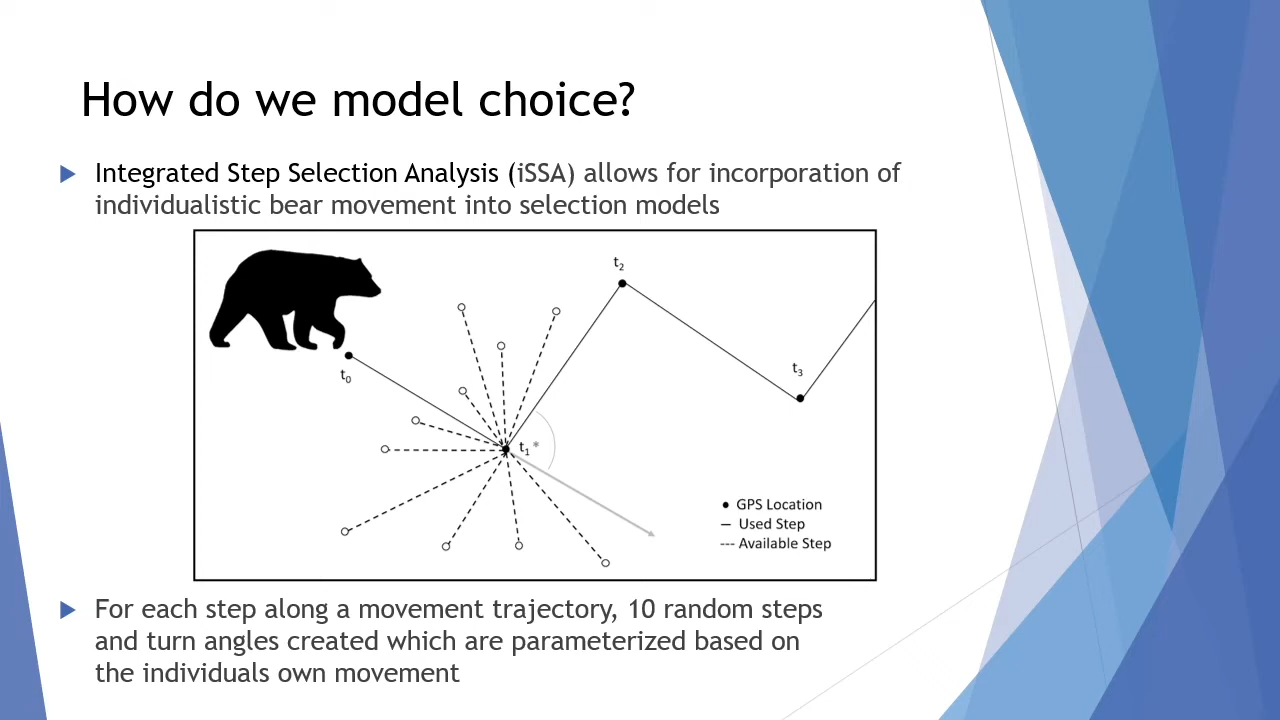 How do we model choice?
Integrated Step Selection Analysis (iSSA) allows for incorporation of
individualistic bear movement into selection models
t2
t0
t3
t1*
GPS Location
Used Step
Available Step
For each step along a movement trajectory, 10 random steps
and turn angles created which are parameterized based on
the individuals own movement